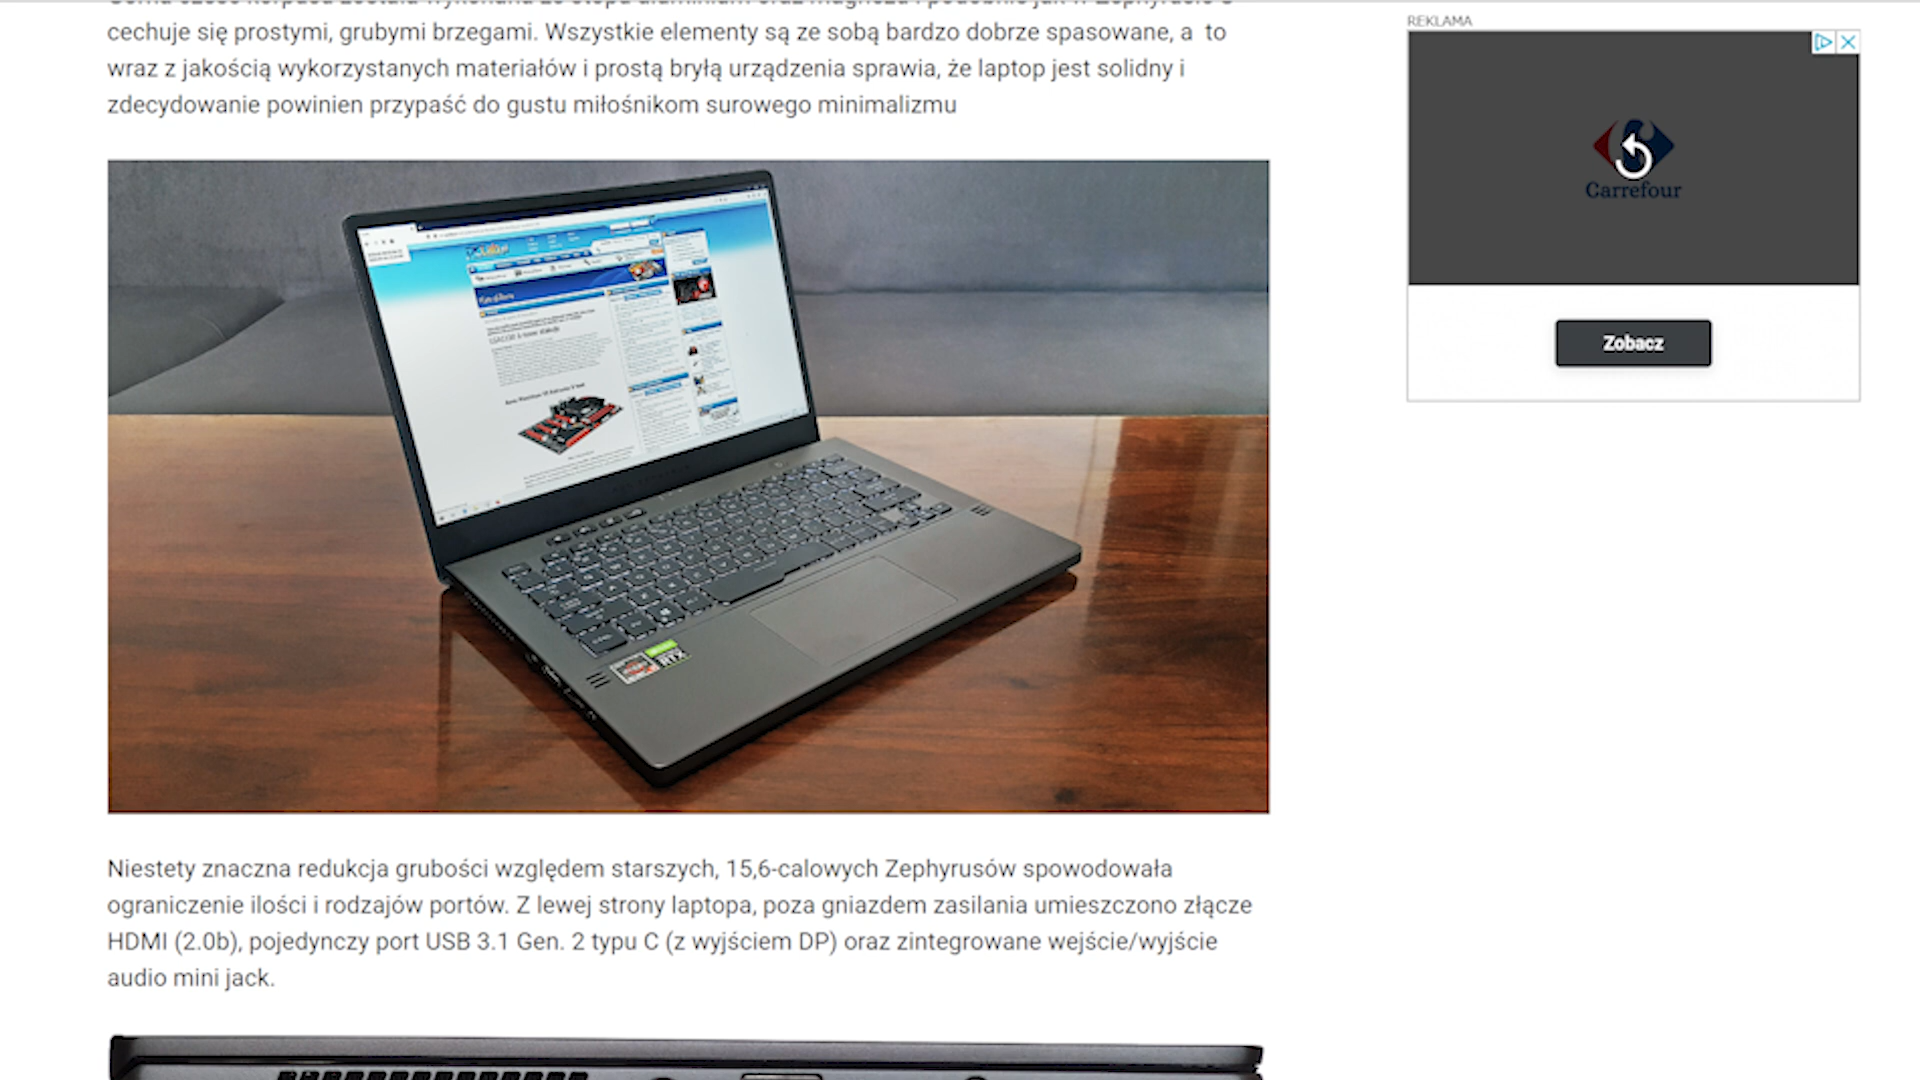 cechuje się prostymi, grubymi brzegami. Wszystkie elementy są ze sobą bardzo dobrze spasowane, a to
wraz z jakością wykorzystanych materiałów i prostą bryłą urządzenia sprawia, że laptop jest solidny i
zdecydowanie powinien przypaść do gustu miłośnikom surowego minimalizmu
REKLAMA
Carrefour
Zobacz
RTX
Niestety znaczna redukcja grubości względem starszych, 15,6-calowych Zephyrusów spowodowała
ograniczenie ilości i rodzajów portów. Z lewej strony laptopa, poza gniazdem zasilania umieszczono złącze
HDMI (2.0b), pojedynczy port USB 3.1 Gen. 2 typu C (z wyjściem DP) oraz zintegrowane wejście/wyjście
audio mini jack.